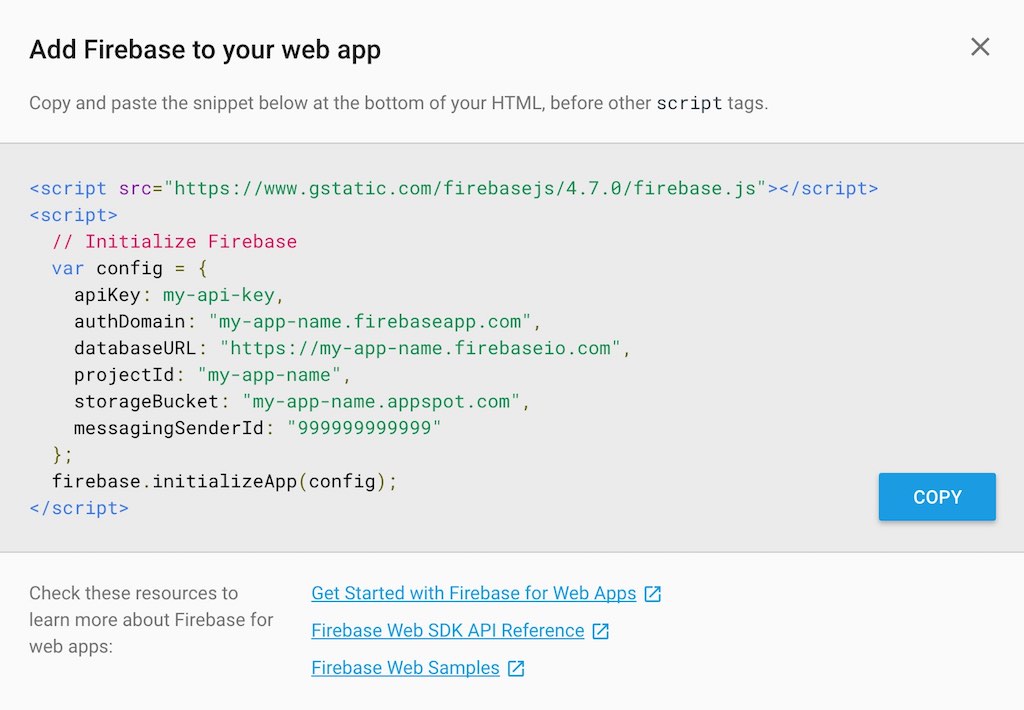 Add Firebase to your web app
Copy and paste the snippet below at the bottom of your HTML, before other script tags.
<script src="https://www.gstatic.com/firebasejs/4.7.0/firebase.js"></script>
<script>
  // Initialize Firebase
  var config = {
    apiKey: my-api-key,
    authDomain: "my-app-name.firebaseapp.com",
    databaseURL: "https://my-app-name.firebaseio.com",
    projectId: "my-app-name",
    storageBucket: "my-app-name.appspot.com",
    messagingSenderId: "999999999999"
  };
  firebase.initializeApp(config);
</script>
COPY
Check these resources to
learn more about Firebase for
web apps:
Get Started with Firebase for Web Apps
Firebase Web SDK API Reference
Firebase Web Samples